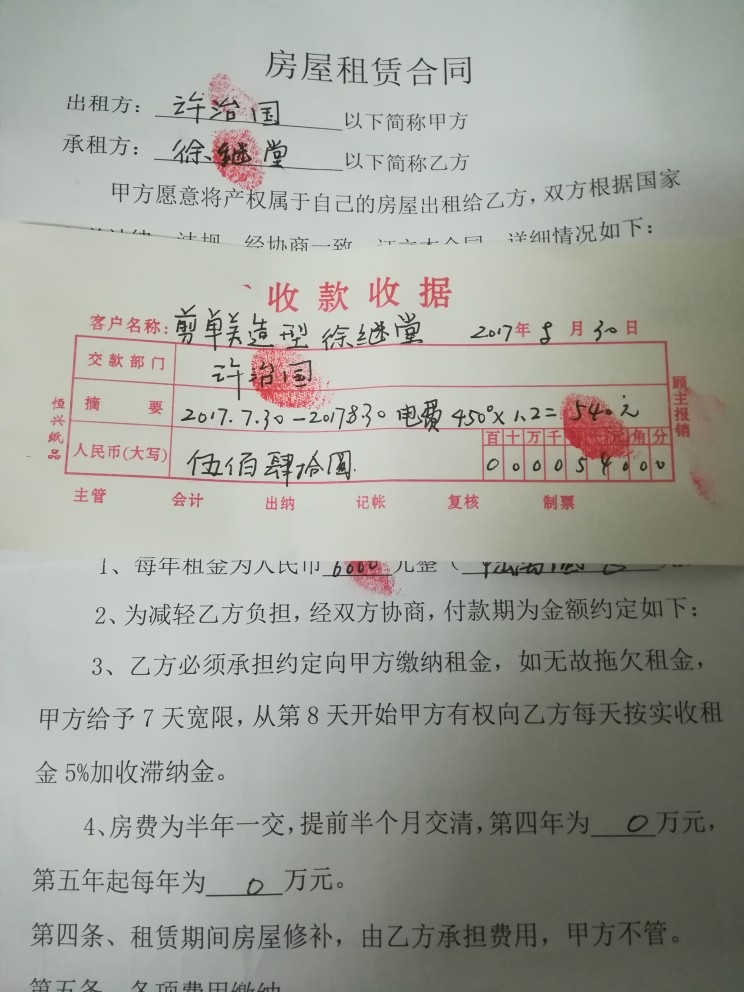 房屋租赁合同
出租方：许治国 以下简称甲方
承租方：徐继堂 以下简称乙方
甲方愿意将产权属于自己的房屋出租给乙方，双方根据国家
法律、法规，经协商一致，订立本合同，详细情况如下：
收款收据
客户名称：剪单美造型 徐继堂 2017年8月30日
交款部门 许治国
摘要 2017.7.30-2017830 电费 450°×1.2=540元
百十万千元角分
人民币(大写) 伍佰肆拾圆 000054000
主管 会计 出纳 记帐 复核 制票
恒兴纸品
顾主报销
1、每年租金为人民币 6000 元整（
2、为减轻乙方负担，经双方协商，付款期为金额约定如下：
3、乙方必须承担约定向甲方缴纳租金，如无故拖欠租金，
甲方给予7天宽限，从第8天开始甲方有权向乙方每天按实收租
金5%加收滞纳金。
4、房费为半年一交，提前半个月交清，第四年为 0 万元，
第五年起每年为 0 万元。
第四条、租赁期间房屋修补，由乙方承担费用，甲方不管。
第五条、各项费用缴纳